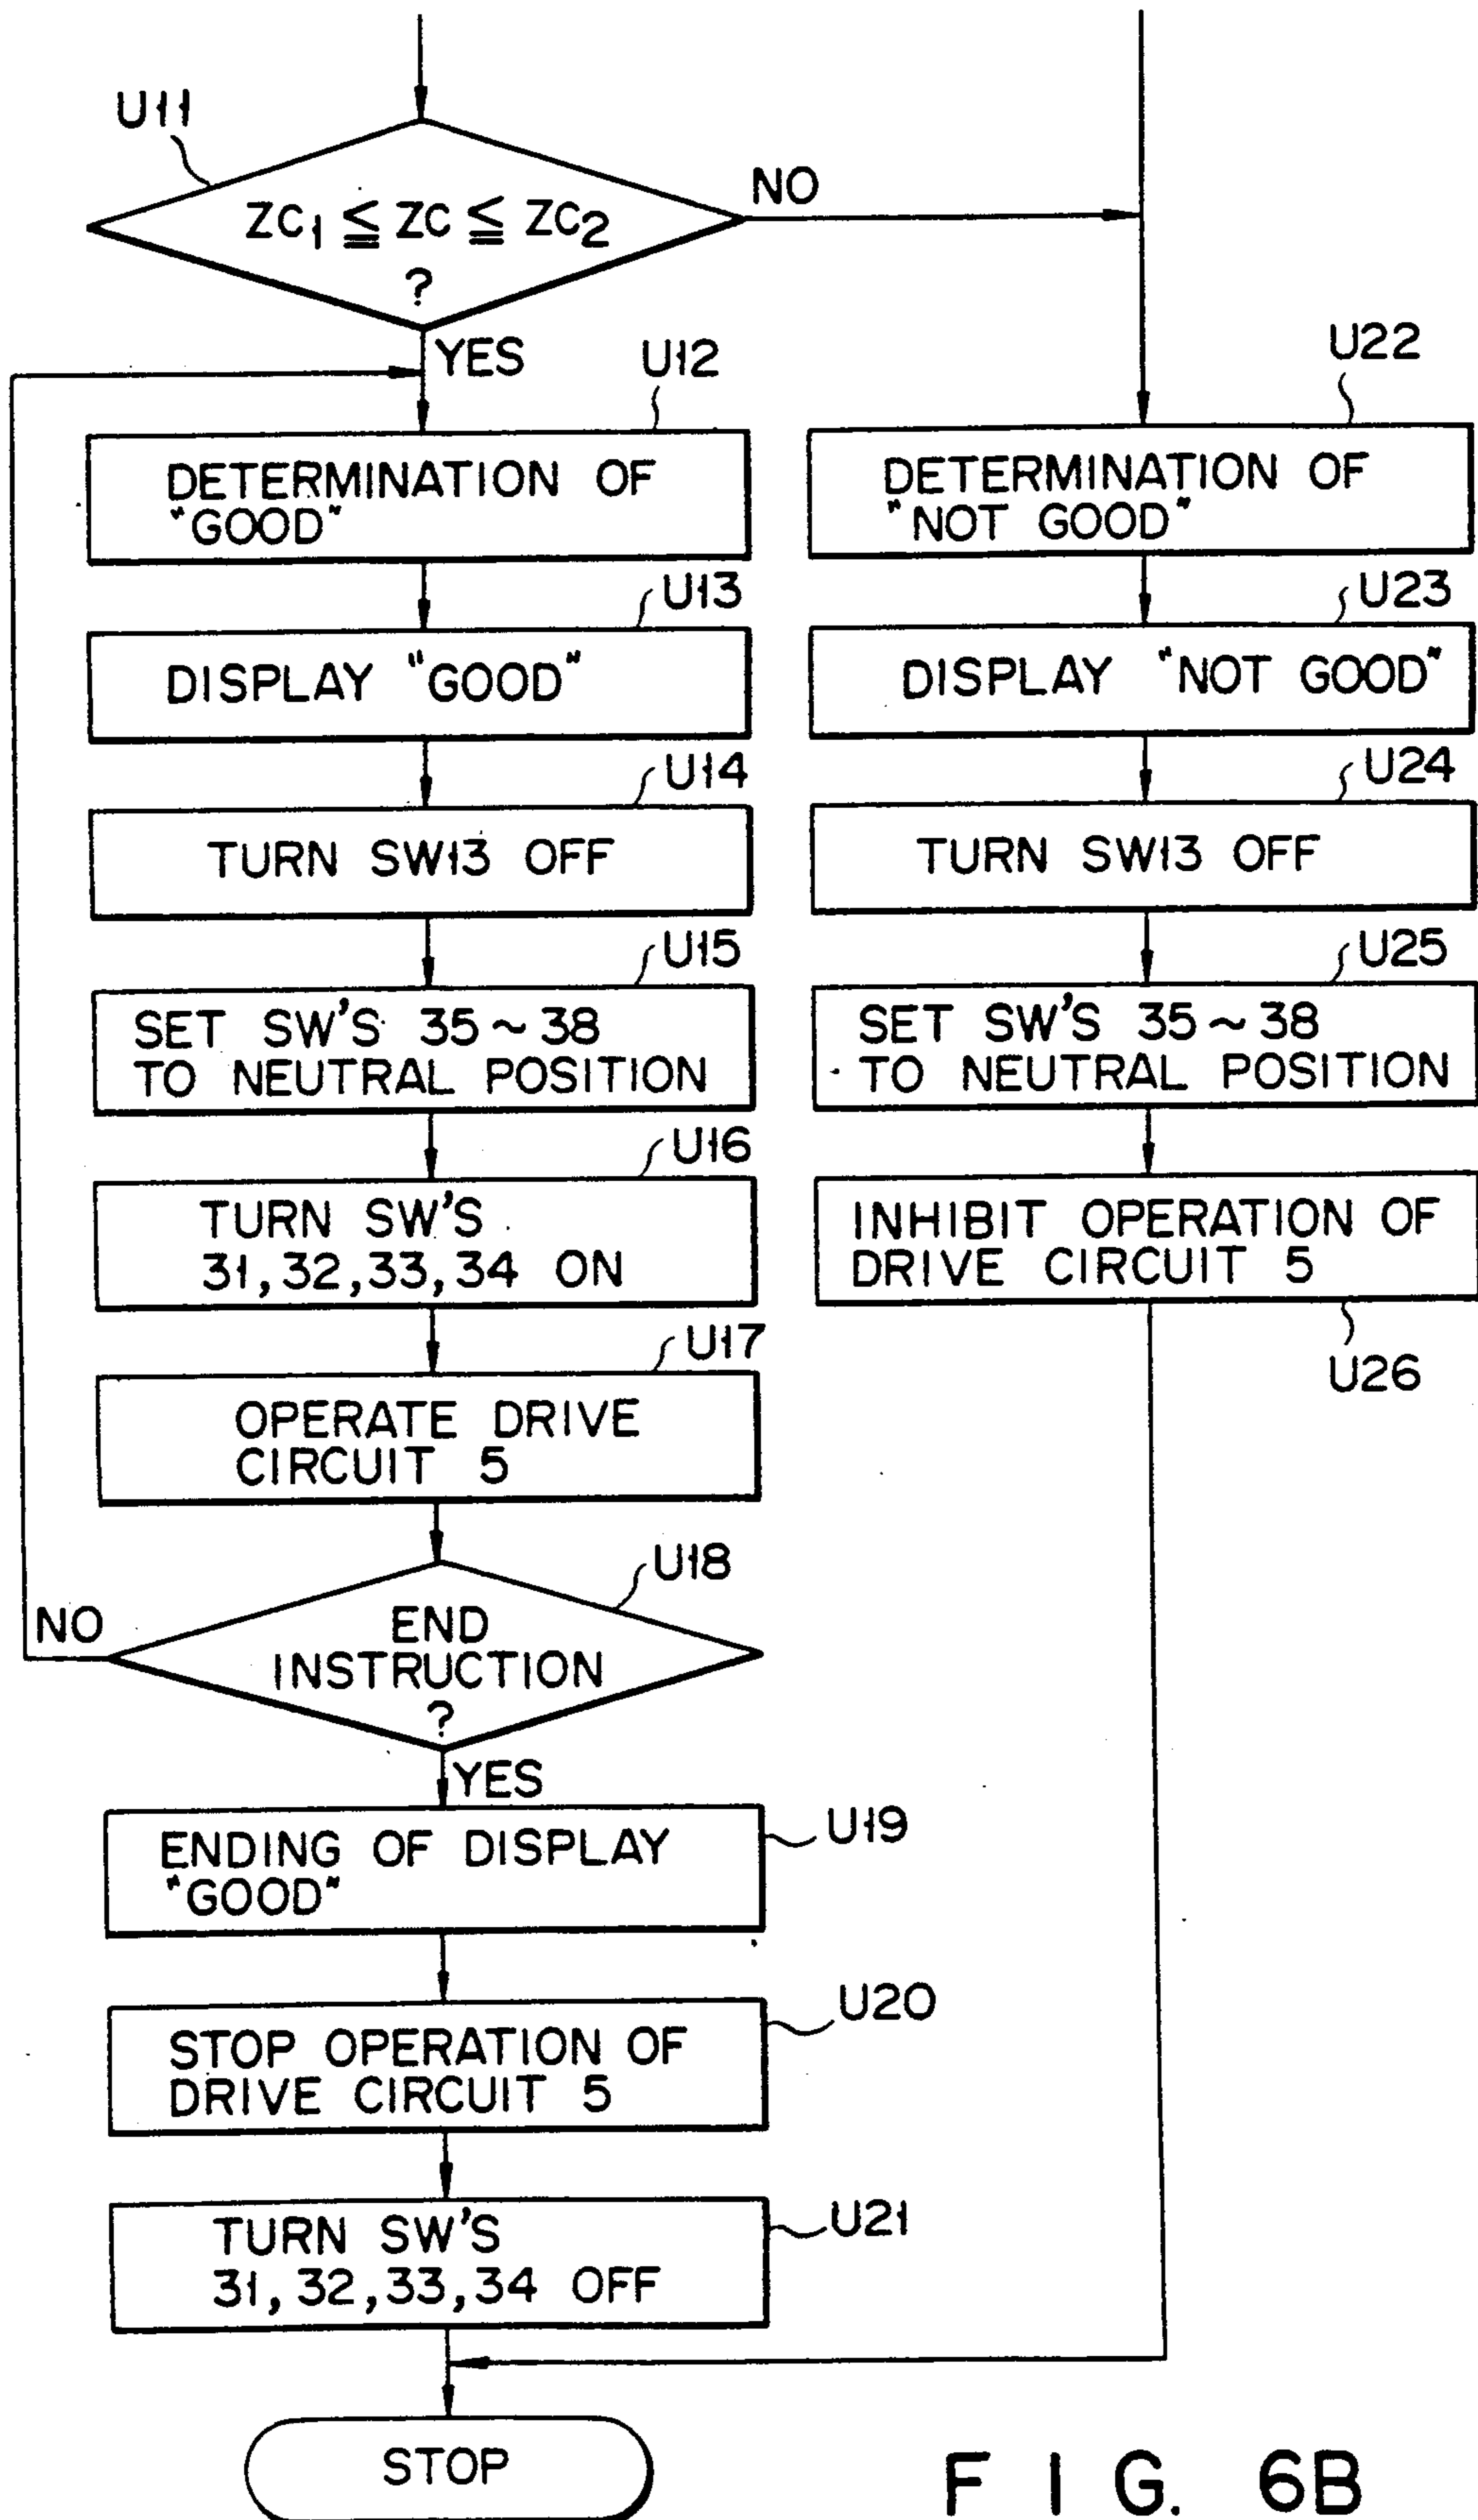 U11
ZC1 ≦ ZC ≦ ZC2
?
NO
YES
U12
DETERMINATION OF
"GOOD"
U13
DISPLAY "GOOD"
U14
TURN SW13 OFF
U15
SET SW'S 35~38
TO NEUTRAL POSITION
U16
TURN SW'S
31,32,33,34 ON
U17
OPERATE DRIVE
CIRCUIT 5
U18
END
INSTRUCTION
?
NO
YES
U19
ENDING OF DISPLAY
"GOOD"
U20
STOP OPERATION OF
DRIVE CIRCUIT 5
U21
TURN SW'S
31,32,33,34 OFF
STOP
U22
DETERMINATION OF
"NOT GOOD"
U23
DISPLAY "NOT GOOD"
U24
TURN SW13 OFF
U25
SET SW'S 35~38
TO NEUTRAL POSITION
INHIBIT OPERATION OF
DRIVE CIRCUIT 5
U26
FIG. 6B